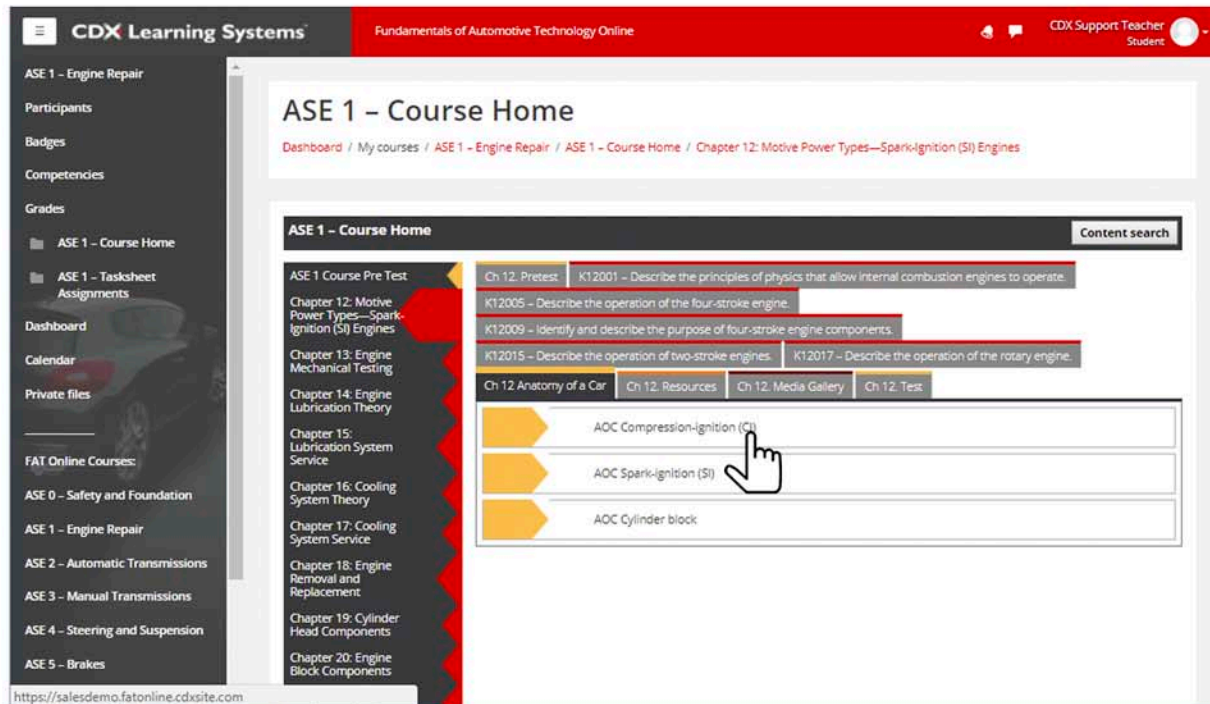 CDX Learning Systems
Fundamentals of Automotive Technology Online
CDX Support Teacher
Student
ASE 1 – Engine Repair
Participants
Badges
Competencies
Grades
ASE 1 – Course Home
ASE 1 – Tasksheet
Assignments
Dashboard
Calendar
Private files
FAT Online Courses:
ASE 0 – Safety and Foundation
ASE 1 – Engine Repair
ASE 2 – Automatic Transmissions
ASE 3 – Manual Transmissions
ASE 4 – Steering and Suspension
ASE 5 – Brakes
https://salesdemo.fatonline.cdxsite.com
ASE 1 – Course Home
Dashboard / My courses / ASE 1 – Engine Repair / ASE 1 – Course Home / Chapter 12: Motive Power Types—Spark-Ignition (SI) Engines
ASE 1 – Course Home
Content search
ASE 1 Course Pre Test
Chapter 12: Motive
Power Types—Spark-
Ignition (SI) Engines
Chapter 13: Engine
Mechanical Testing
Chapter 14: Engine
Lubrication Theory
Chapter 15:
Lubrication System
Service
Chapter 16: Cooling
System Theory
Chapter 17: Cooling
System Service
Chapter 18: Engine
Removal and
Replacement
Chapter 19: Cylinder
Head Components
Chapter 20: Engine
Block Components
Ch 12. Pretest
K12001 – Describe the principles of physics that allow internal combustion engines to operate.
K12005 – Describe the operation of the four-stroke engine.
K12009 – Identify and describe the purpose of four-stroke engine components.
K12015 – Describe the operation of two-stroke engines.
K12017 – Describe the operation of the rotary engine.
Ch 12 Anatomy of a Car
Ch 12. Resources
Ch 12. Media Gallery
Ch 12. Test
AOC Compression-ignition (CI)
AOC Spark-ignition (SI)
AOC Cylinder block